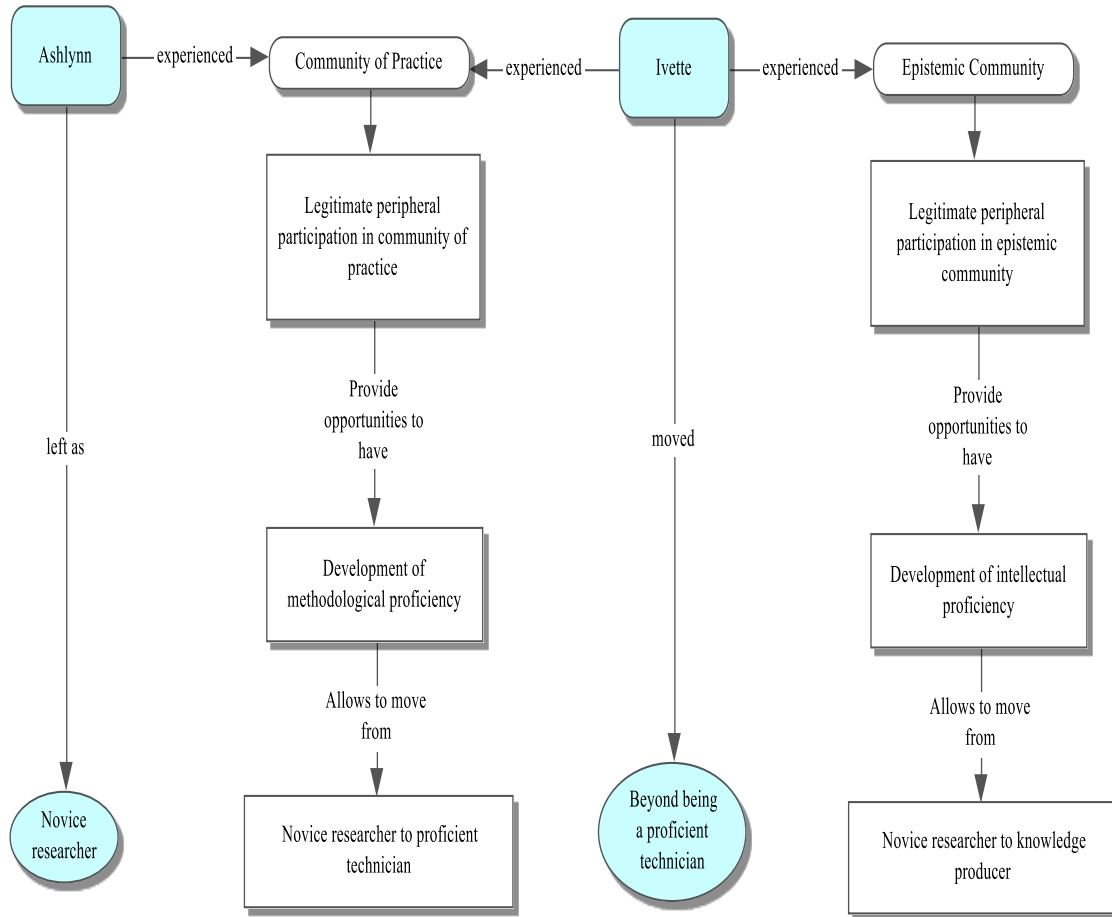 Ashlynn
experienced
Community of Practice
experienced
Ivette
experienced
Epistemic Community
Legitimate peripheral
participation in community of
practice
Legitimate peripheral
participation in epistemic
community
Provide
opportunities to
have
Provide
opportunities to
have
left as
moved
Development of
methodological proficiency
Development of intellectual
proficiency
Allows to move
from
Allows to move
from
Novice
researcher
Novice researcher to proficient
technician
Beyond being
a proficient
technician
Novice researcher to knowledge
producer